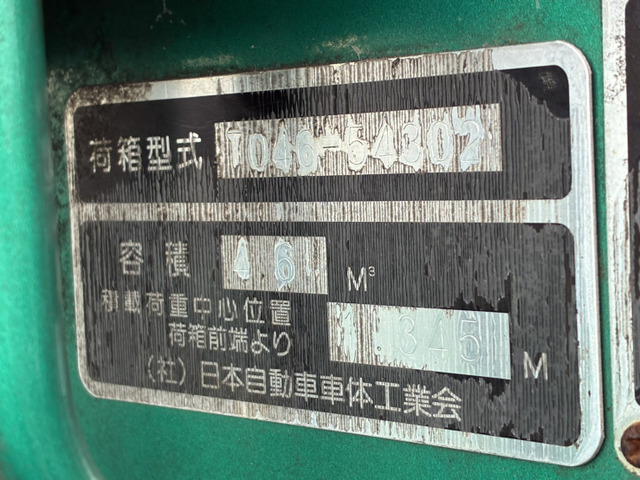 荷箱型式 T046-54302
容積 4.6 M³
積載荷重中心位置
荷箱前端より 1.345 M
(社)日本自動車車体工業会